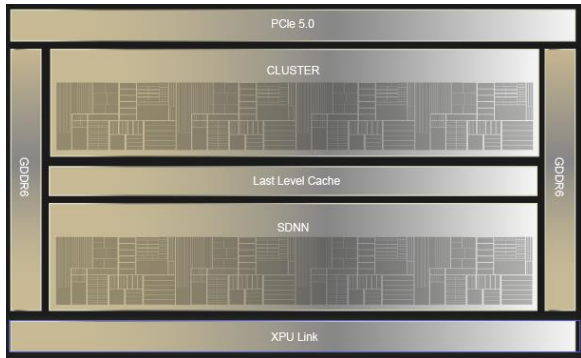 PCIe 5.0
CLUSTER
GDDR6
Last Level Cache
GDDR6
SDNN
XPU Link